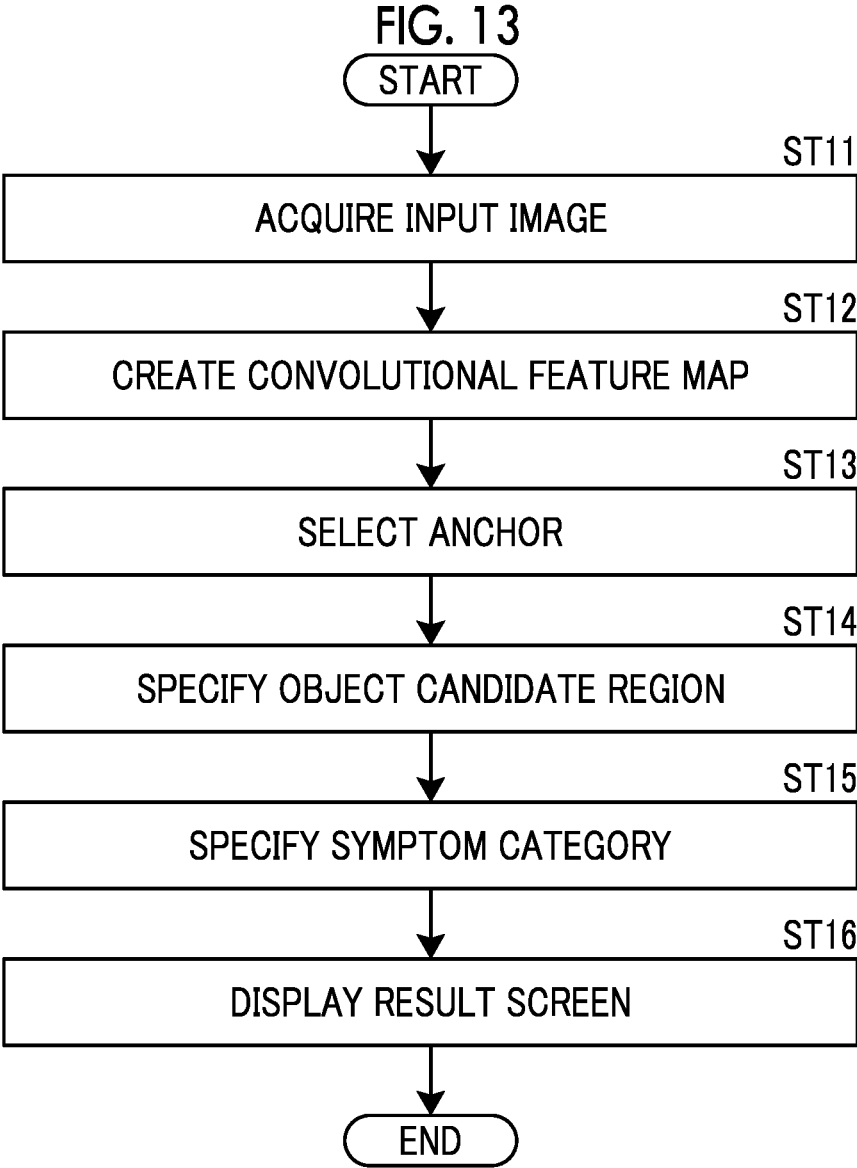 FIG. 13
START
ST11
ACQUIRE INPUT IMAGE
ST12
CREATE CONVOLUTIONAL FEATURE MAP
ST13
SELECT ANCHOR
ST14
SPECIFY OBJECT CANDIDATE REGION
ST15
SPECIFY SYMPTOM CATEGORY
ST16
DISPLAY RESULT SCREEN
END